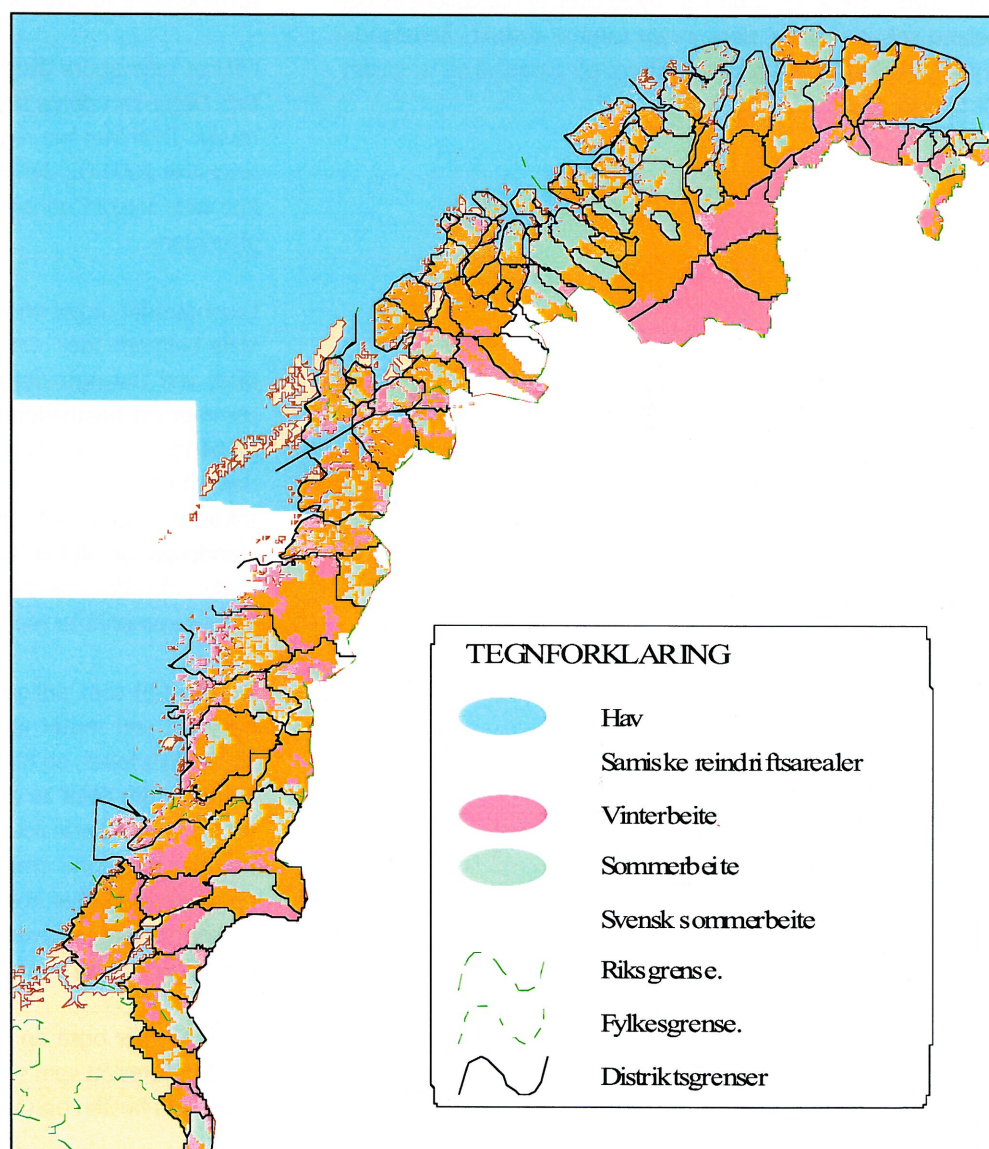 TEGNFORKLARING
Hav
Samiske reindriftsarealer
Vinterbeite
Sommerbeite
Svensk sommerbeite
Riksgrense.
Fylkesgrense.
Distriktsgrenser